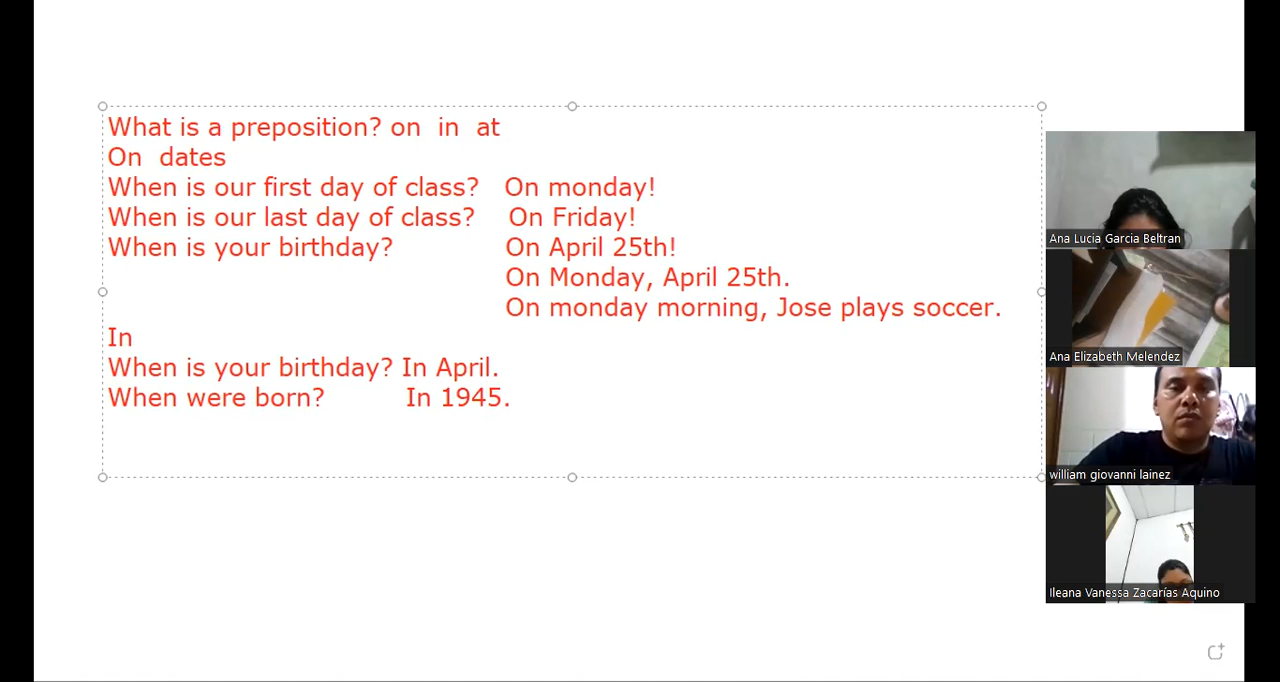 What is a preposition? on in at
On dates
When is our first day of class? On monday!
When is our last day of class? On Friday!
When is your birthday? On April 25th!
On Monday, April 25th.
On monday morning, Jose plays soccer.
In
When is your birthday? In April.
When were born? In 1945.
Ana Lucia Garcia Beltran
Ana Elizabeth Melendez
william giovanni lainez
Ileana Vanessa Zacarías Aquino